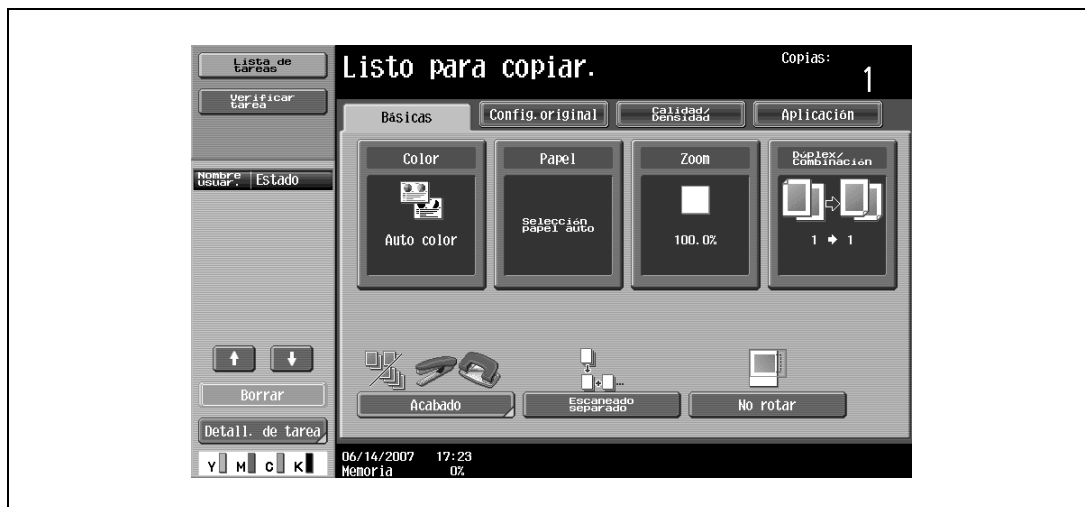 Lista de
tareas
Verificar
tarea
Nombre
usuar.
Estado
Borrar
Detall. de tarea
Y M C K
Listo para copiar.
Copias:
1
Básicas
Config.original
Calidad/
Densidad
Aplicación
Color
Auto color
Papel
Selección
papel auto
Zoom
100.0%
Dúplex/
Combinación
1 → 1
Acabado
Escaneado
separado
No rotar
06/14/2007 17:23
Memoria 0%